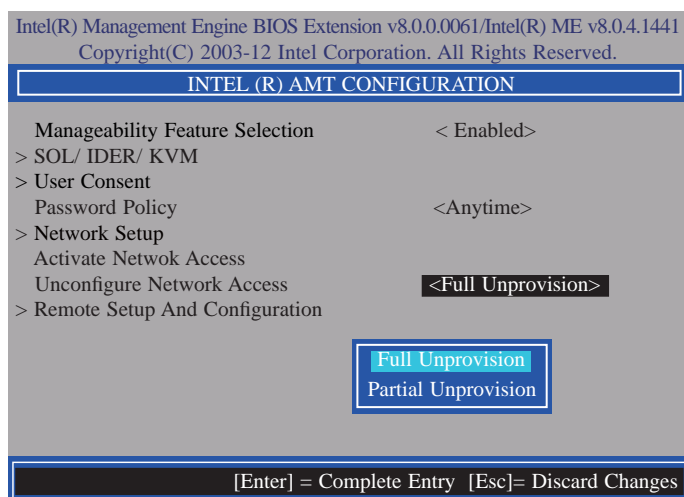 Intel(R) Management Engine BIOS Extension v8.0.0.0061/Intel(R) ME v8.0.4.1441
Copyright(C) 2003-12 Intel Corporation. All Rights Reserved.
INTEL (R) AMT CONFIGURATION
Manageability Feature Selection < Enabled>
> SOL/ IDER/ KVM
> User Consent
Password Policy <Anytime>
> Network Setup
Activate Netwok Access
Unconfigure Network Access <Full Unprovision>
> Remote Setup And Configuration
Full Unprovision
Partial Unprovision
[Enter] = Complete Entry [Esc]= Discard Changes